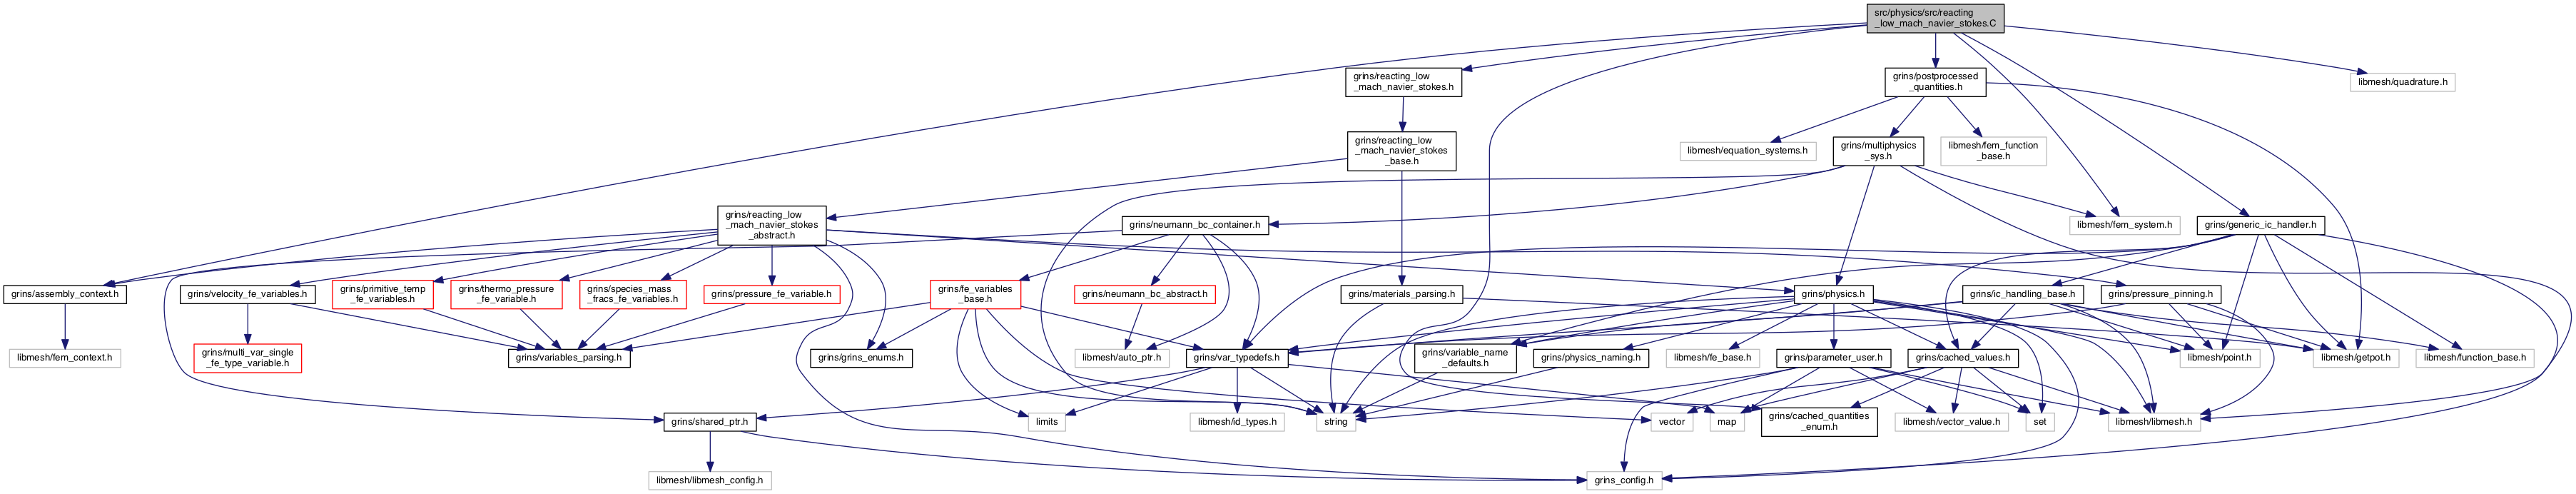 src/physics/src/reacting
_low_mach_navier_stokes.C
grins/reacting_low
_mach_navier_stokes.h
grins/postprocessed
_quantities.h
libmesh/quadrature.h
grins/reacting_low
_mach_navier_stokes
_base.h
libmesh/equation_systems.h
grins/multiphysics
_sys.h
libmesh/fem_function
_base.h
grins/reacting_low
_mach_navier_stokes
_abstract.h
grins/neumann_bc_container.h
libmesh/fem_system.h
grins/generic_ic_handler.h
grins/assembly_context.h
grins/velocity_fe_variables.h
grins/primitive_temp
_fe_variables.h
grins/thermo_pressure
_fe_variable.h
grins/species_mass
_fracs_fe_variables.h
grins/pressure_fe_variable.h
grins/fe_variables
_base.h
grins/neumann_bc_abstract.h
grins/materials_parsing.h
grins/physics.h
grins/ic_handling_base.h
grins/pressure_pinning.h
libmesh/fem_context.h
grins/multi_var_single
_fe_type_variable.h
grins/variables_parsing.h
grins/grins_enums.h
libmesh/auto_ptr.h
grins/var_typedefs.h
grins/variable_name
_defaults.h
grins/physics_naming.h
libmesh/fe_base.h
grins/parameter_user.h
grins/cached_values.h
libmesh/point.h
libmesh/getpot.h
libmesh/function_base.h
grins/shared_ptr.h
limits
libmesh/id_types.h
string
vector
map
grins/cached_quantities
_enum.h
libmesh/vector_value.h
set
libmesh/libmesh.h
libmesh/libmesh_config.h
grins_config.h